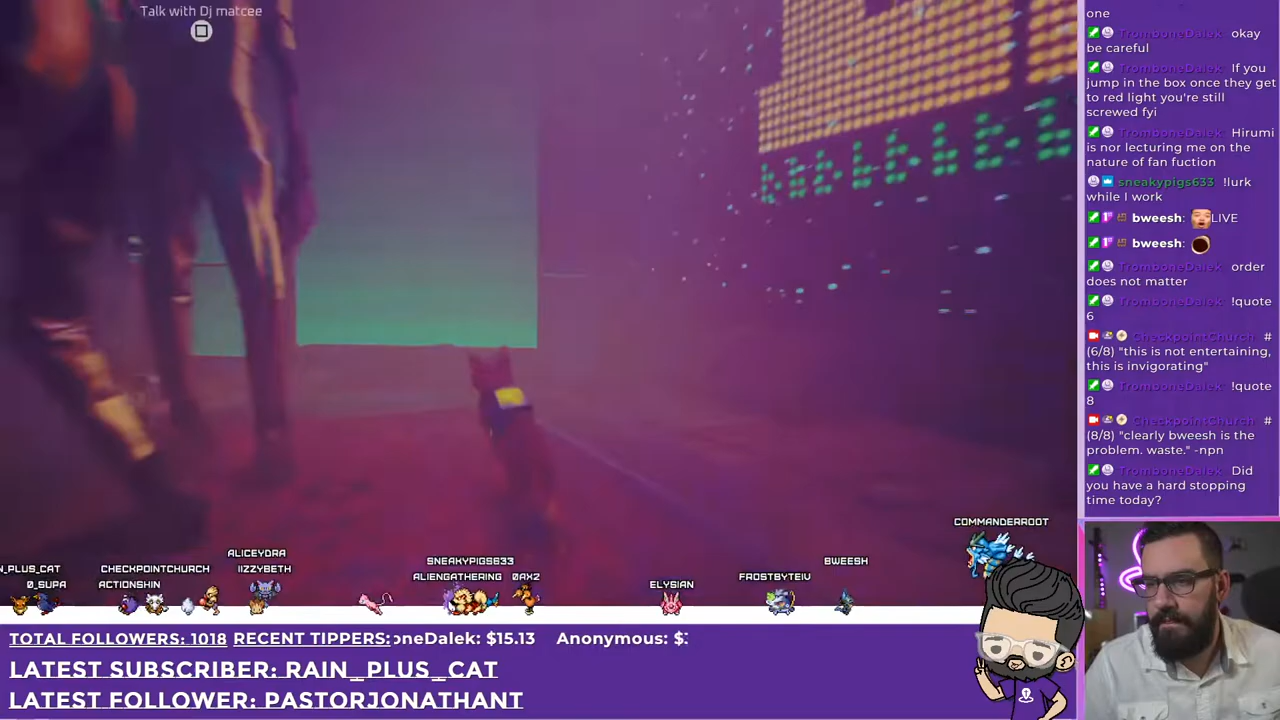 Talk with Dj matcee
one
TromboneDalek okay
be careful
TromboneDalek If you
jump in the box once they get
to red light you're still
screwed fyi
TromboneDalek Hirumi
is nor lecturing me on the
nature of fan fuction
sneakypigs633 !lurk
while I work
bweesh: LIVE
bweesh:
TromboneDalek order
does not matter
TromboneDalek !quote
6
CheckpointChurch #
(6/8) "this is not entertaining,
this is invigorating"
TromboneDalek !quote
8
CheckpointChurch #
(8/8) "clearly bweesh is the
problem. waste." -npn
TromboneDalek Did
you have a hard stopping
time today?
COMMANDERROOT
ALICEYDRA
N_PLUS_CAT CHECKPOINTCHURCH IIZZYBETH SNEAKYPIGS633 BWEESH
0_SUPA ACTIONSHIN ALIENGATHERING 0AX2 ELYSIAN FROSTBYTEIV
TOTAL FOLLOWERS: 1018 RECENT TIPPERS: oneDalek: $15.13 Anonymous: $
LATEST SUBSCRIBER: RAIN_PLUS_CAT
LATEST FOLLOWER: PASTORJONATHANT